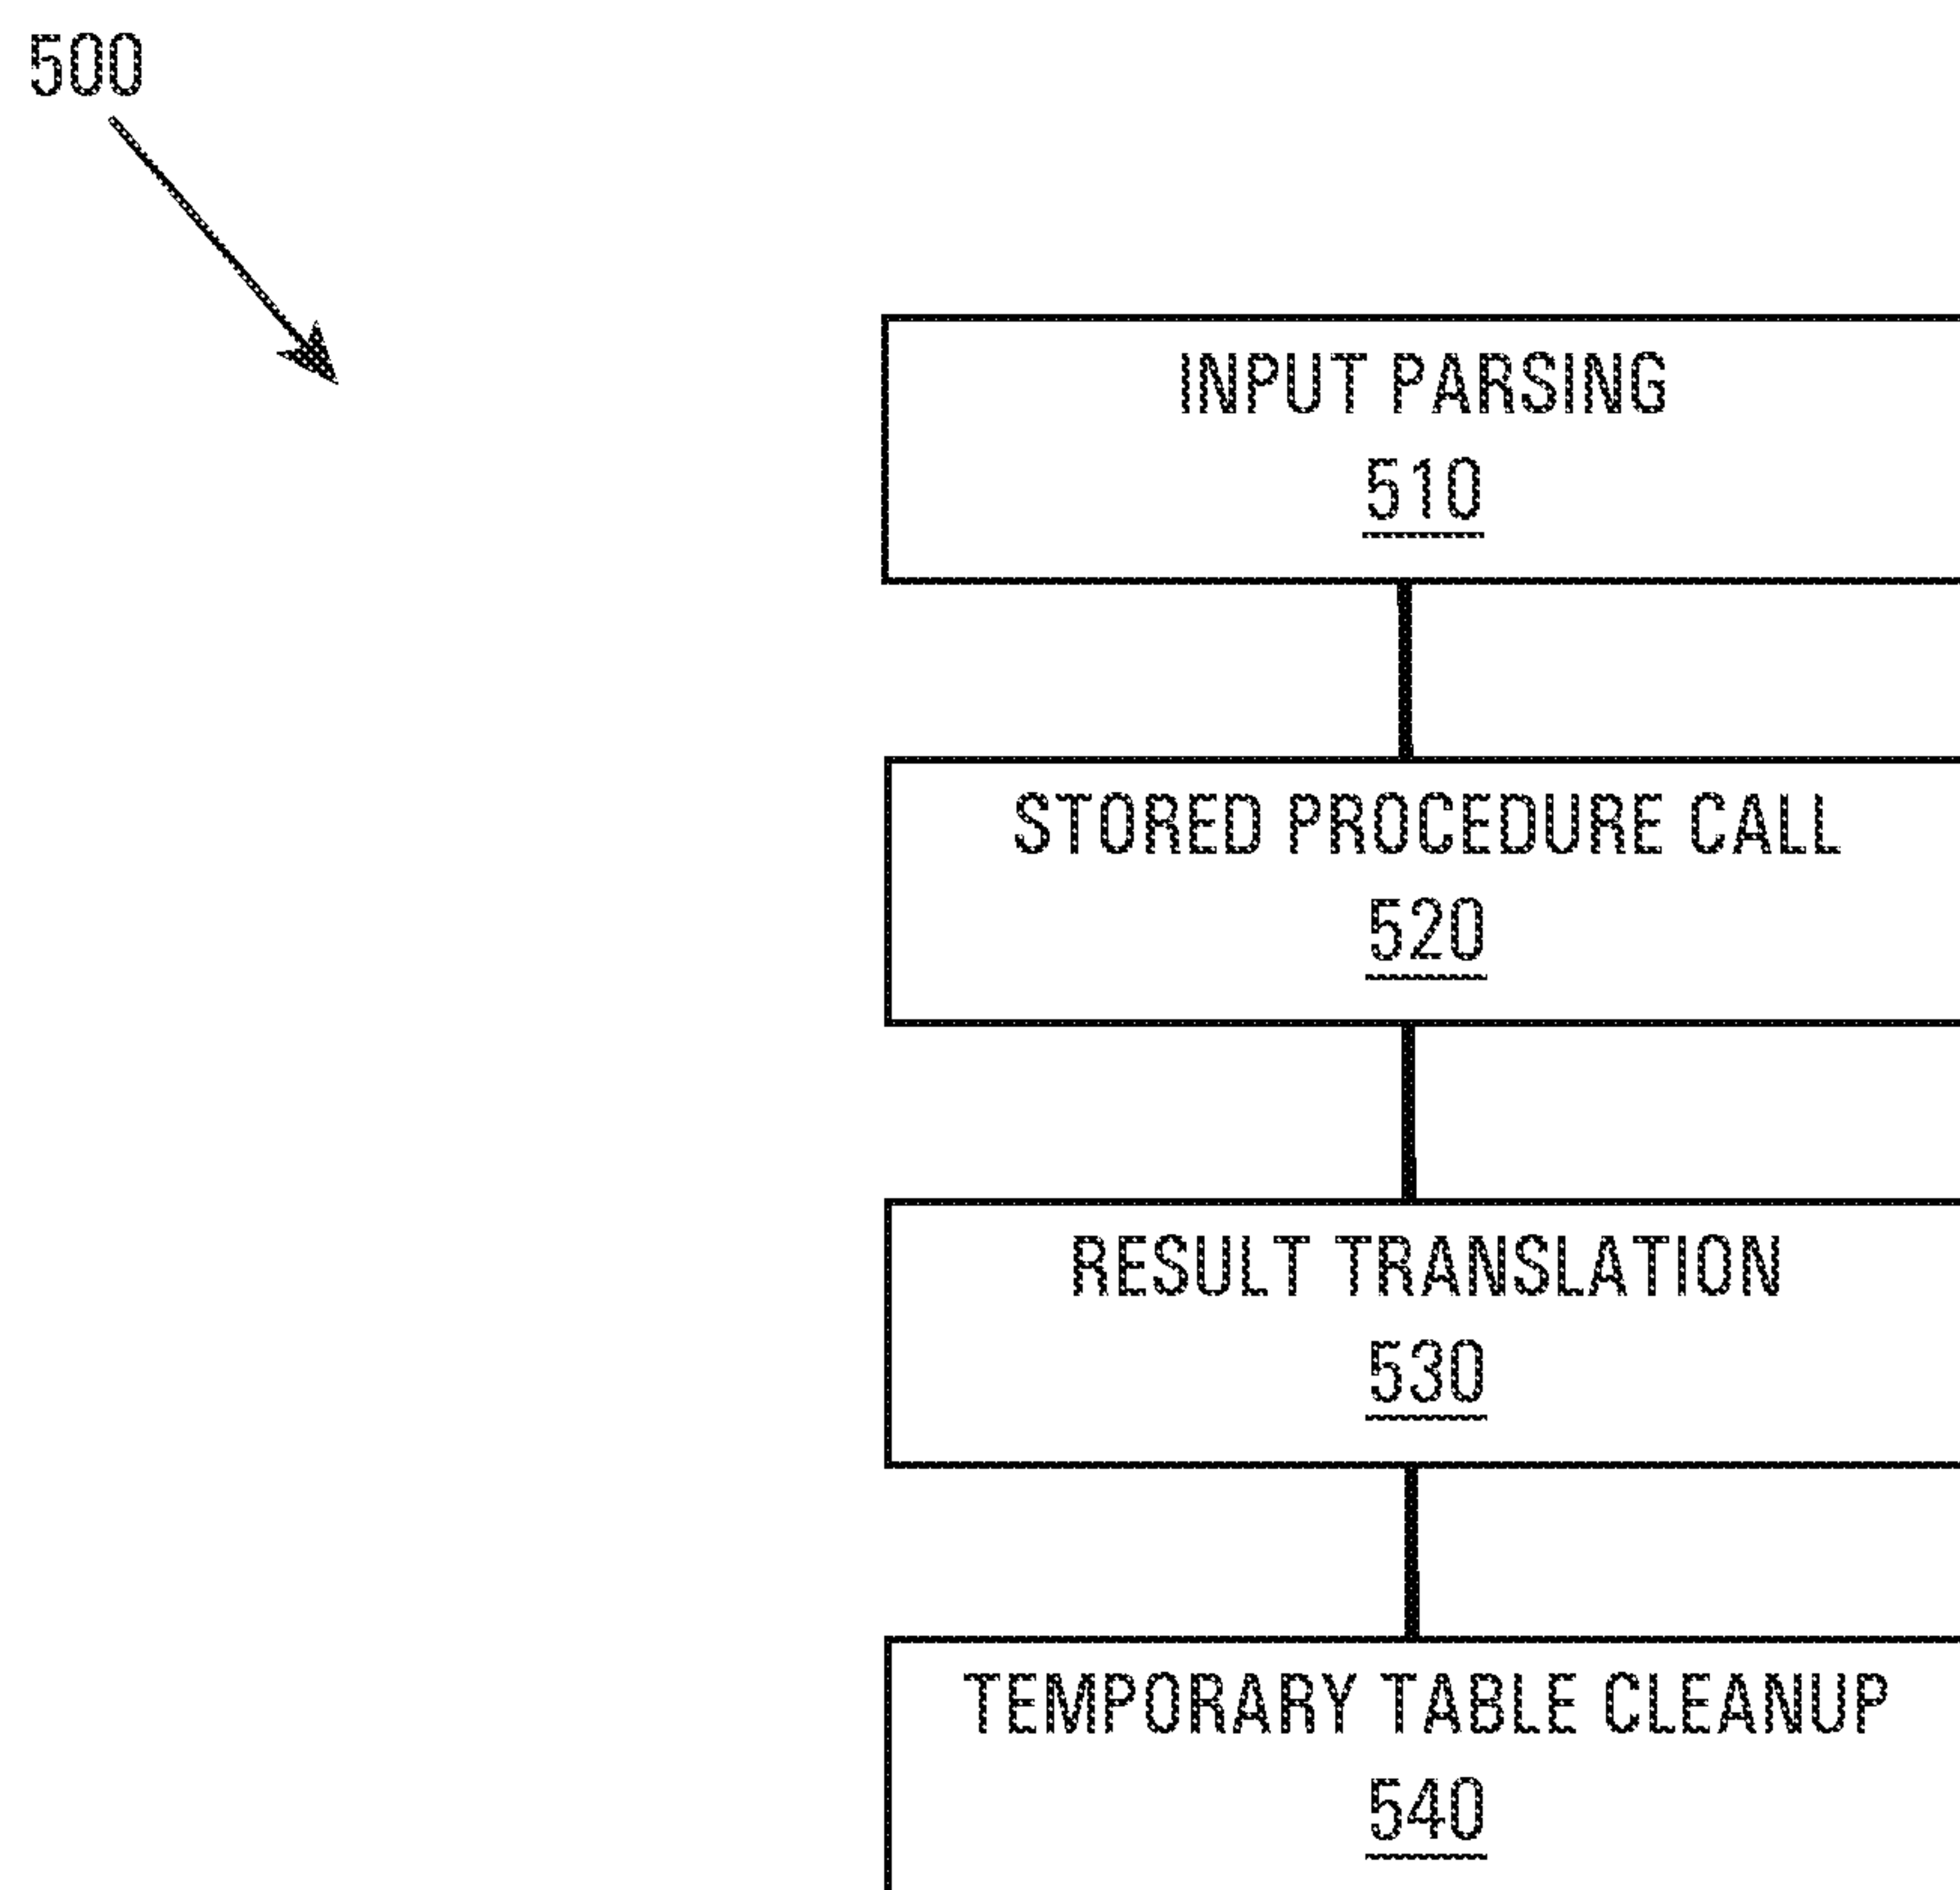 500
INPUT PARSING
510
STORED PROCEDURE CALL
520
RESULT TRANSLATION
530
TEMPORARY TABLE CLEANUP
540